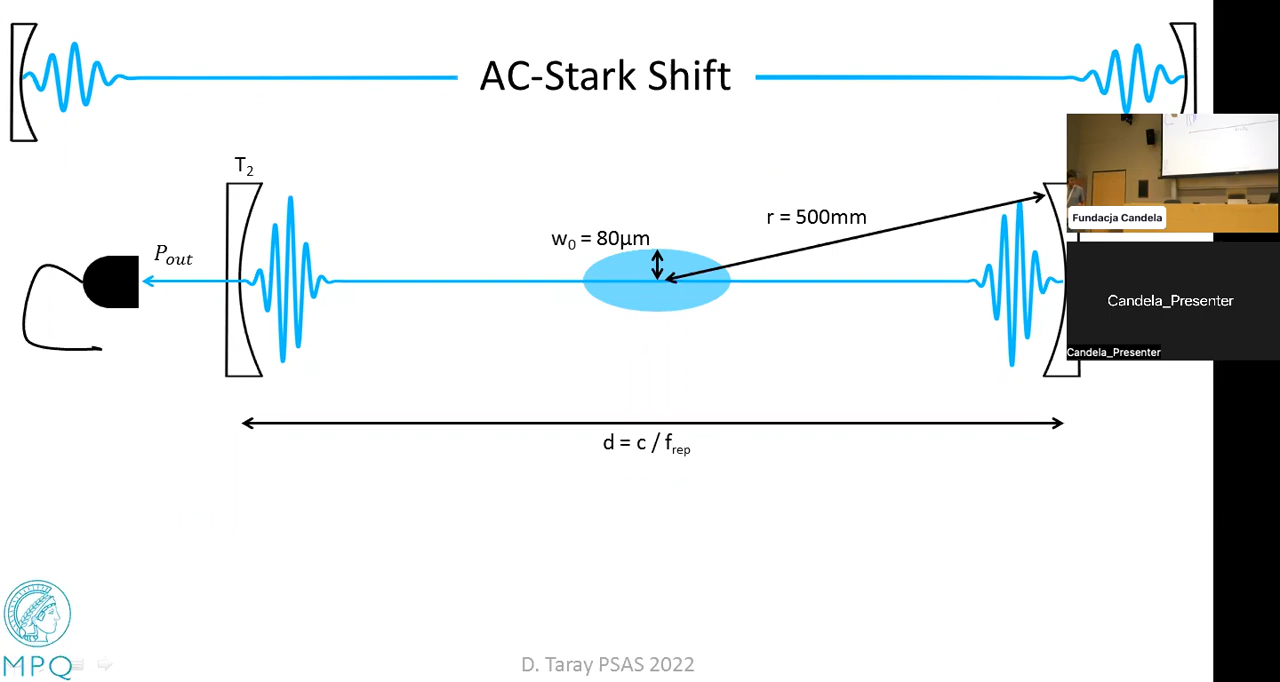 AC-Stark Shift
T₂
r = 500mm
w₀ = 80µm
Pout
Fundacja Candela
Candela_Presenter
Candela_Presenter
d = c / frep
MPQ
D. Taray PSAS 2022